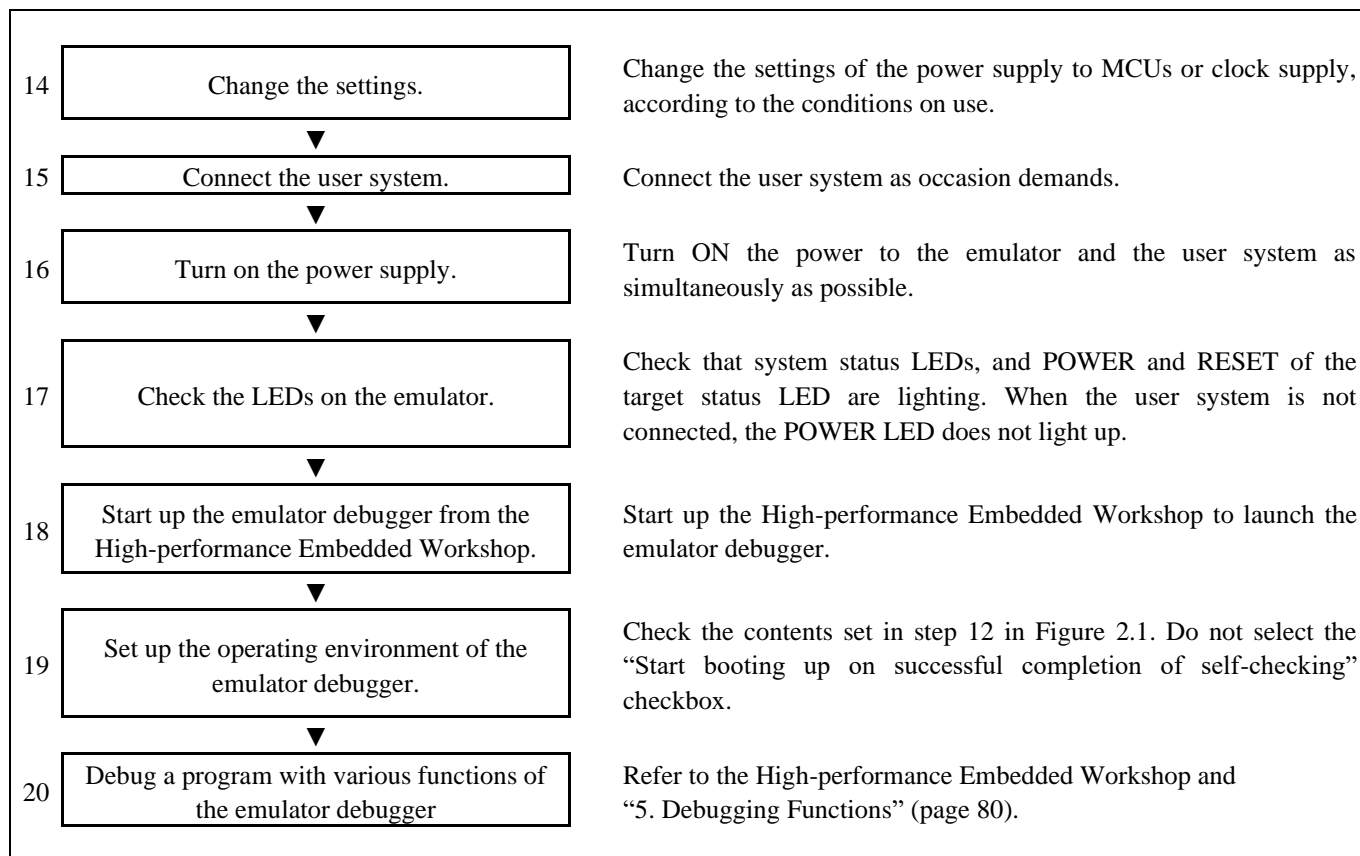 14
Change the settings.
Change the settings of the power supply to MCUs or clock supply,
according to the conditions on use.
▼
15
Connect the user system.
Connect the user system as occasion demands.
▼
16
Turn on the power supply.
Turn ON the power to the emulator and the user system as
simultaneously as possible.
▼
17
Check the LEDs on the emulator.
Check that system status LEDs, and POWER and RESET of the
target status LED are lighting. When the user system is not
connected, the POWER LED does not light up.
▼
18
Start up the emulator debugger from the
High-performance Embedded Workshop.
Start up the High-performance Embedded Workshop to launch the
emulator debugger.
▼
19
Set up the operating environment of the
emulator debugger.
Check the contents set in step 12 in Figure 2.1. Do not select the
“Start booting up on successful completion of self-checking”
checkbox.
▼
20
Debug a program with various functions of
the emulator debugger
Refer to the High-performance Embedded Workshop and
“5. Debugging Functions” (page 80).